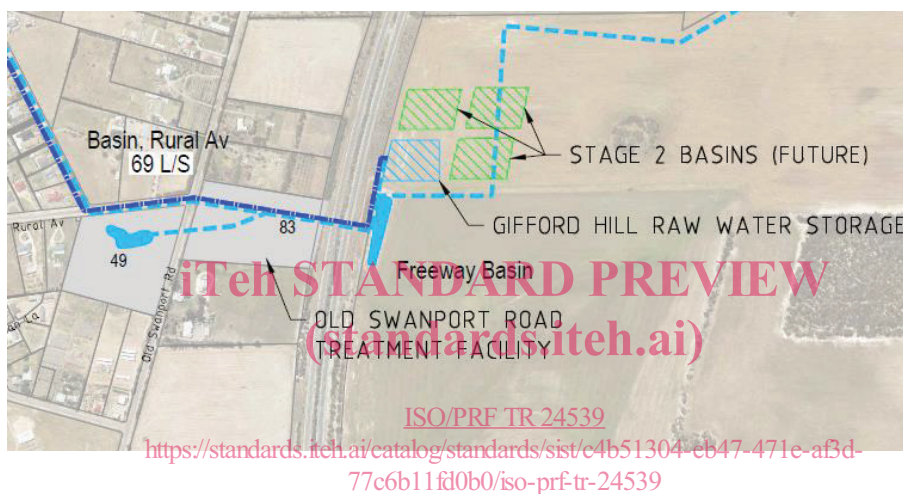 Basin, Rural Av
69 L/S
STAGE 2 BASINS (FUTURE)
Rural Av
83
GIFFORD HILL RAW WATER STORAGE
49
Freeway Basin
iTeh STANDARD PREVIEW
Old Swanport Rd
OLD SWANPORT ROAD
TREATMENT FACILITY
(standards.iteh.ai)
ISO/PRF TR 24539
https://standards.iteh.ai/catalog/standards/sist/c4b51304-eb47-471e-af3d-
77c6b11fd0b0/iso-prf-tr-24539